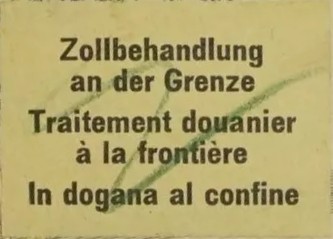 Zollbehandlung
an der Grenze
Traitement douanier
à la frontière
In dogana al confine